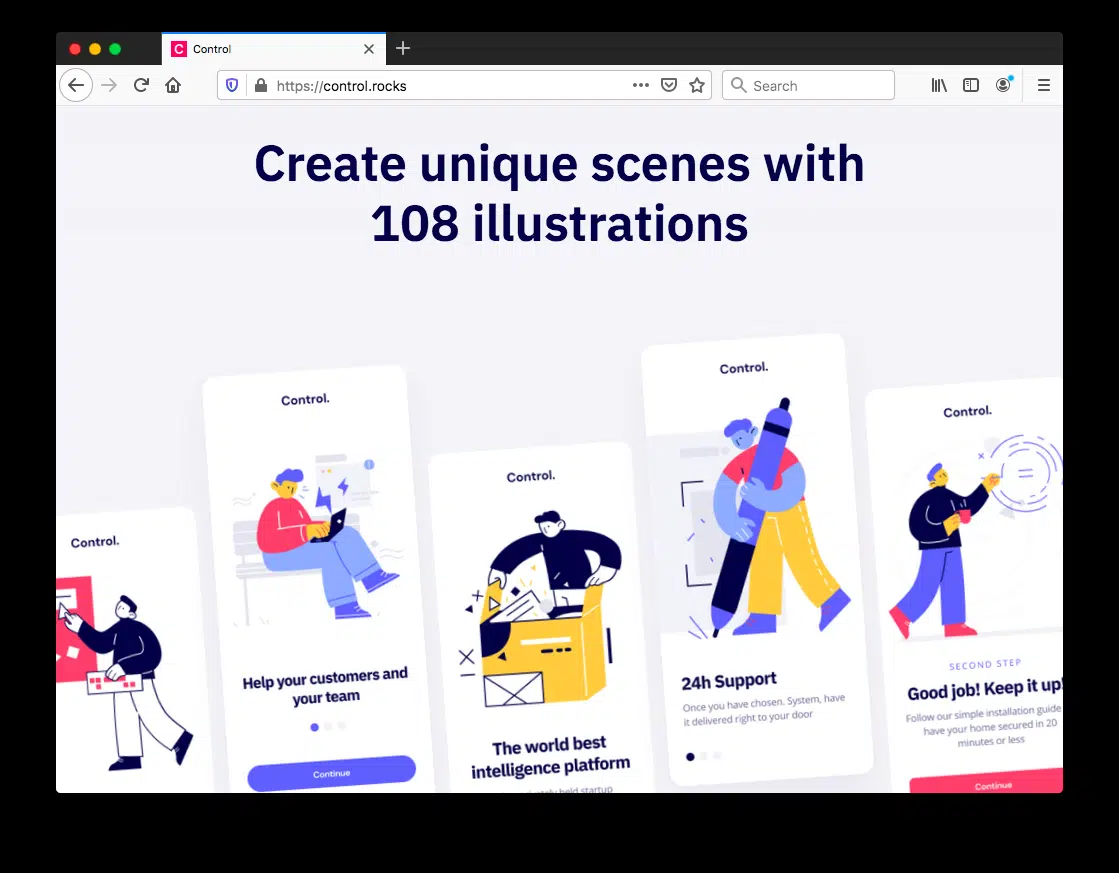 C Control
https://control.rocks
Search
Create unique scenes with
108 illustrations
Control.
Control.
Help your customers and
your team
Continue
Control.
The world best
intelligence platform
held startup
Control.
24h Support
Once you have chosen. System, have
it delivered right to your door
Control.
SECOND STEP
Good job! Keep it up!
Follow our simple installation guide
have your home secured in 20
minutes or less
Continue